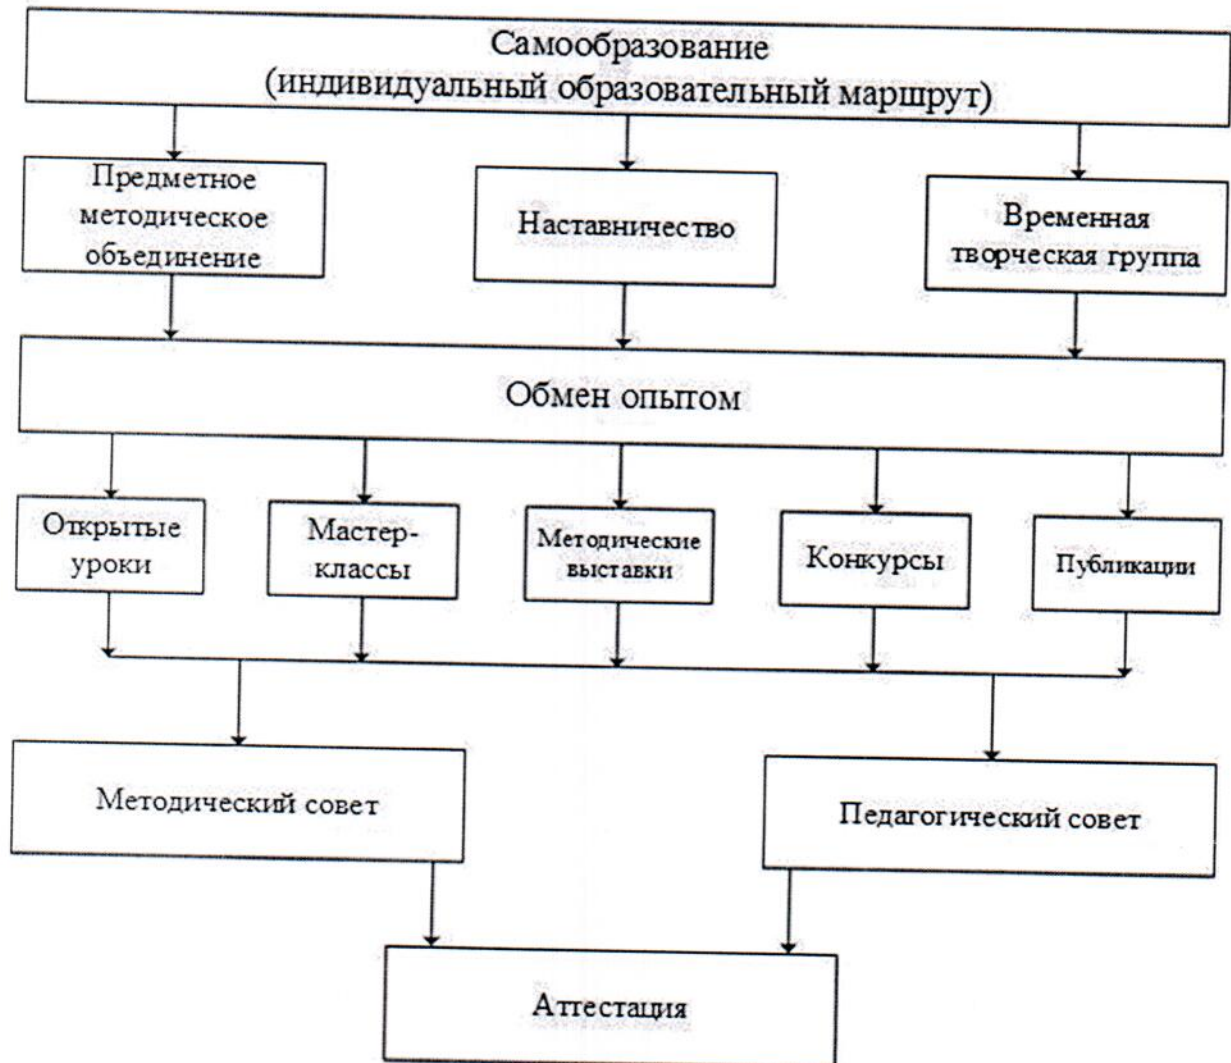 Самообразование
(индивидуальный образовательный маршрут)
Предметное
методическое
объединение
Наставничество
Временная
творческая группа
Обмен опытом
Открытые
уроки
Мастер-
классы
Методические
выставки
Конкурсы
Публикации
Методический совет
Педагогический совет
Аттестация